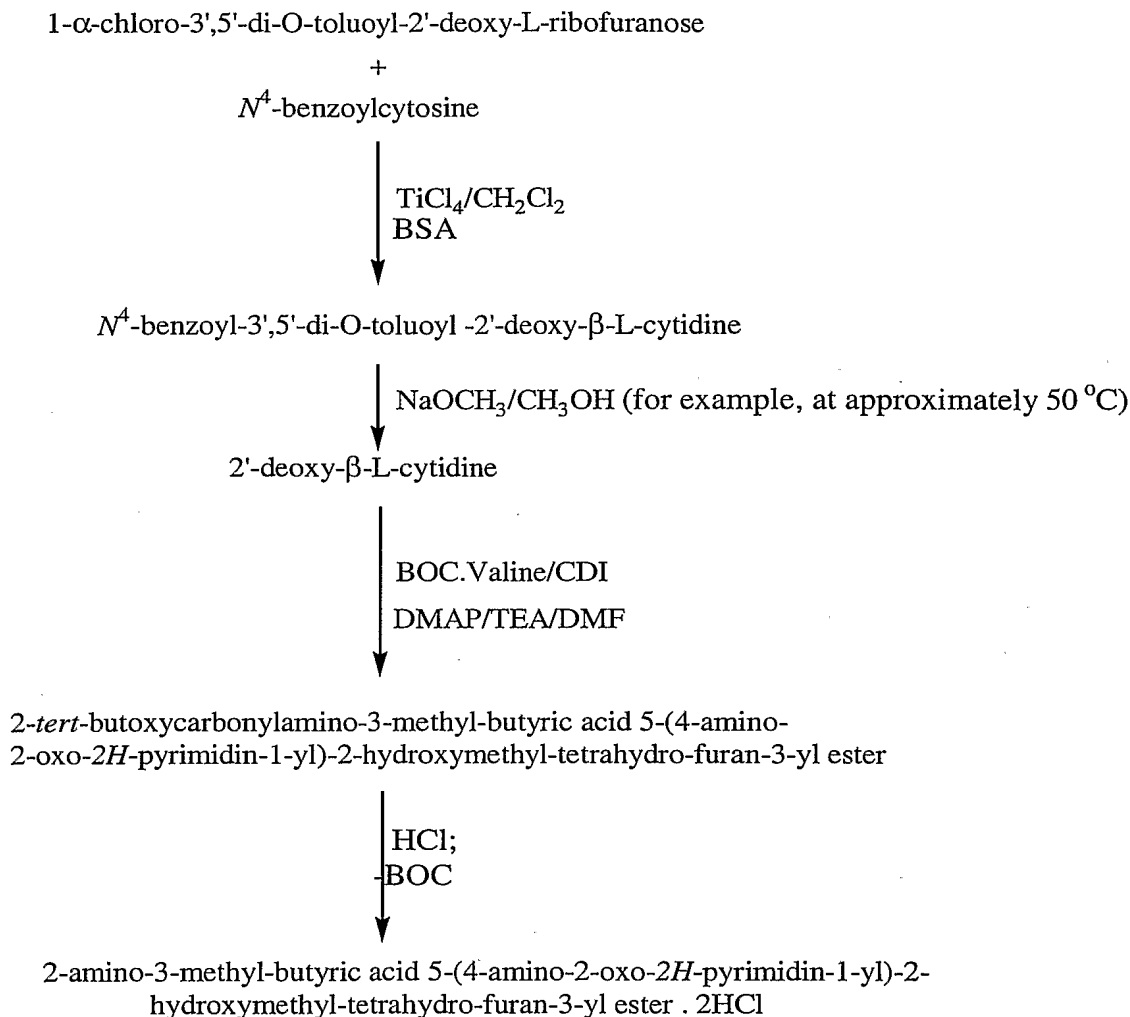 1-α-chloro-3',5'-di-O-toluoyl-2'-deoxy-L-ribofuranose
+
N⁴-benzoylcytosine
TiCl₄/CH₂Cl₂
BSA
N⁴-benzoyl-3',5'-di-O-toluoyl -2'-deoxy-β-L-cytidine
NaOCH₃/CH₃OH (for example, at approximately 50 °C)
2'-deoxy-β-L-cytidine
BOC.Valine/CDI
DMAP/TEA/DMF
2-tert-butoxycarbonylamino-3-methyl-butyric acid 5-(4-amino-
2-oxo-2H-pyrimidin-1-yl)-2-hydroxymethyl-tetrahydro-furan-3-yl ester
HCl;
-BOC
2-amino-3-methyl-butyric acid 5-(4-amino-2-oxo-2H-pyrimidin-1-yl)-2-
hydroxymethyl-tetrahydro-furan-3-yl ester . 2HCl